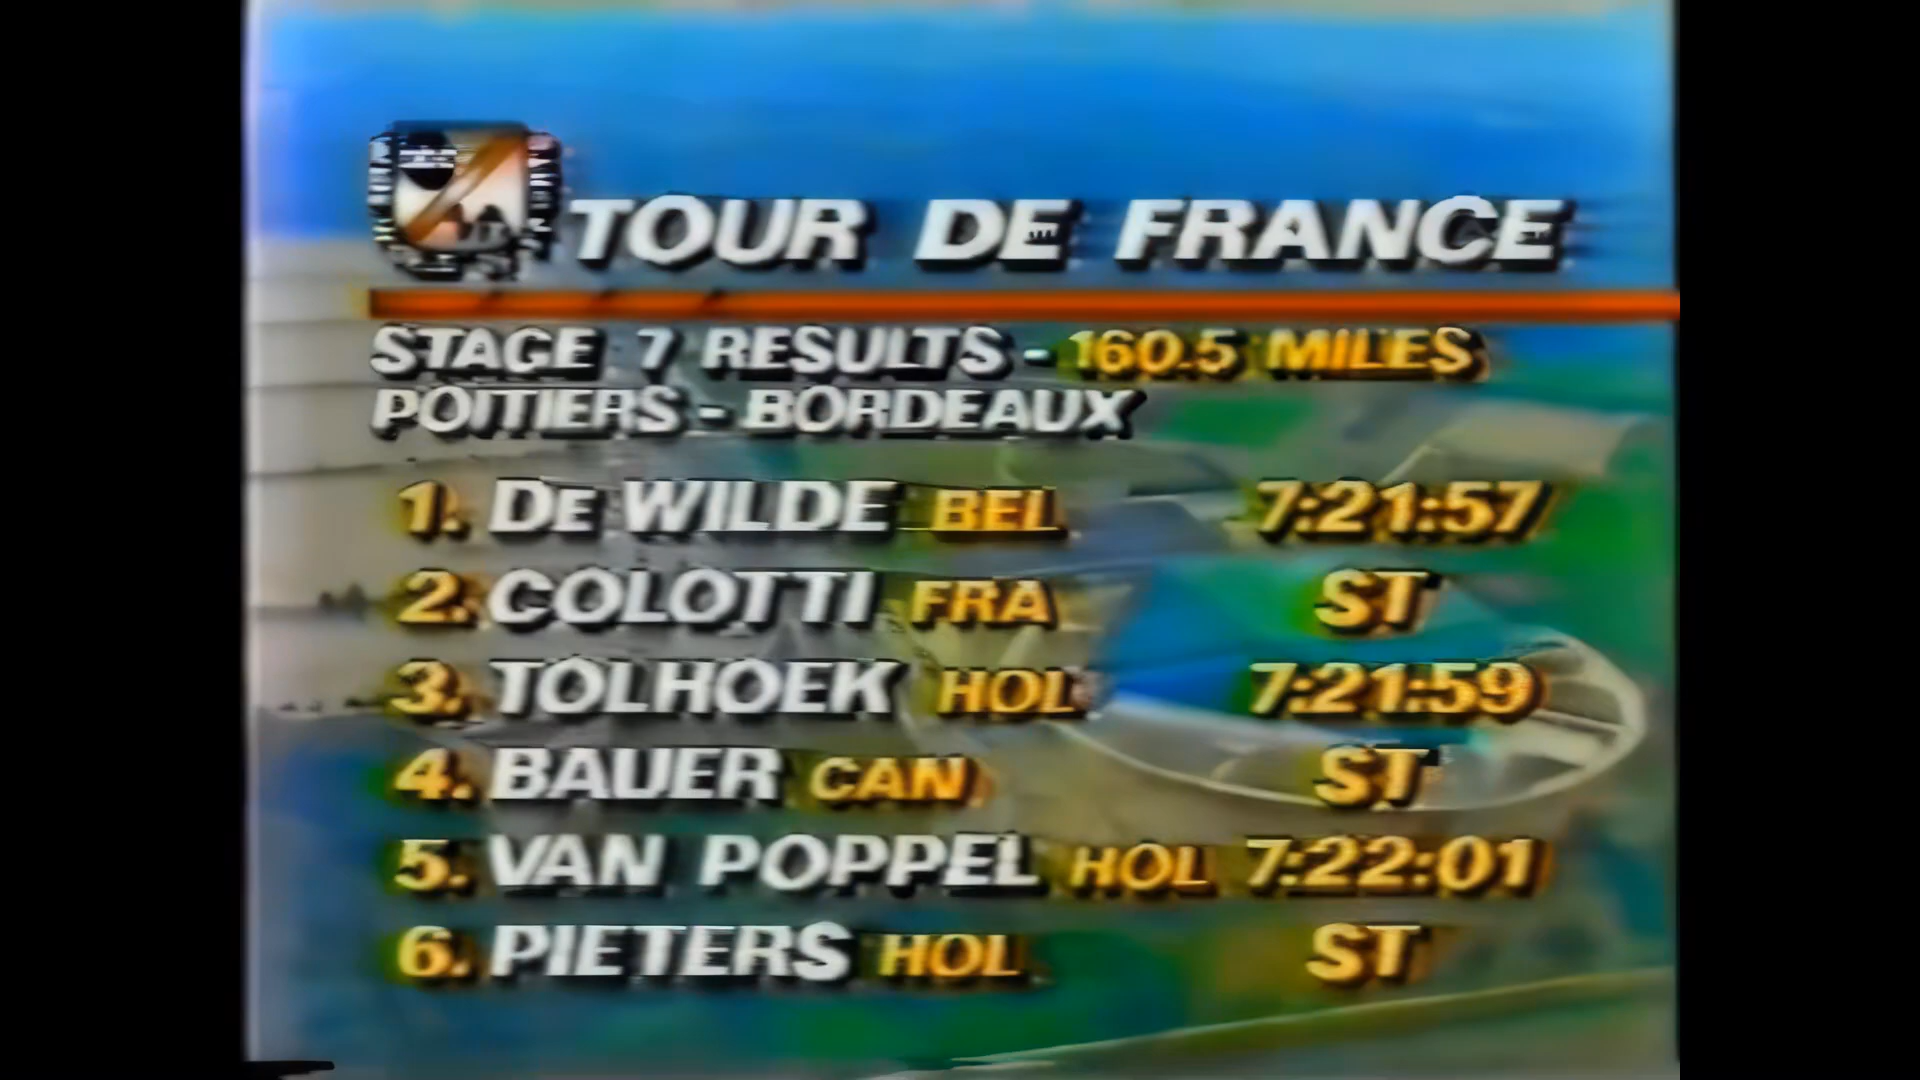 TOUR DE FRANCE
STAGE 7 RESULTS - 160.5 MILES
POITIERS - BORDEAUX
1. DE WILDE BEL 7:21:57
2. COLOTTI FRA ST
3. TOLHOEK HOL 7:21:59
4. BAUER CAN ST
5. VAN POPPEL HOL 7:22:01
6. PIETERS HOL ST